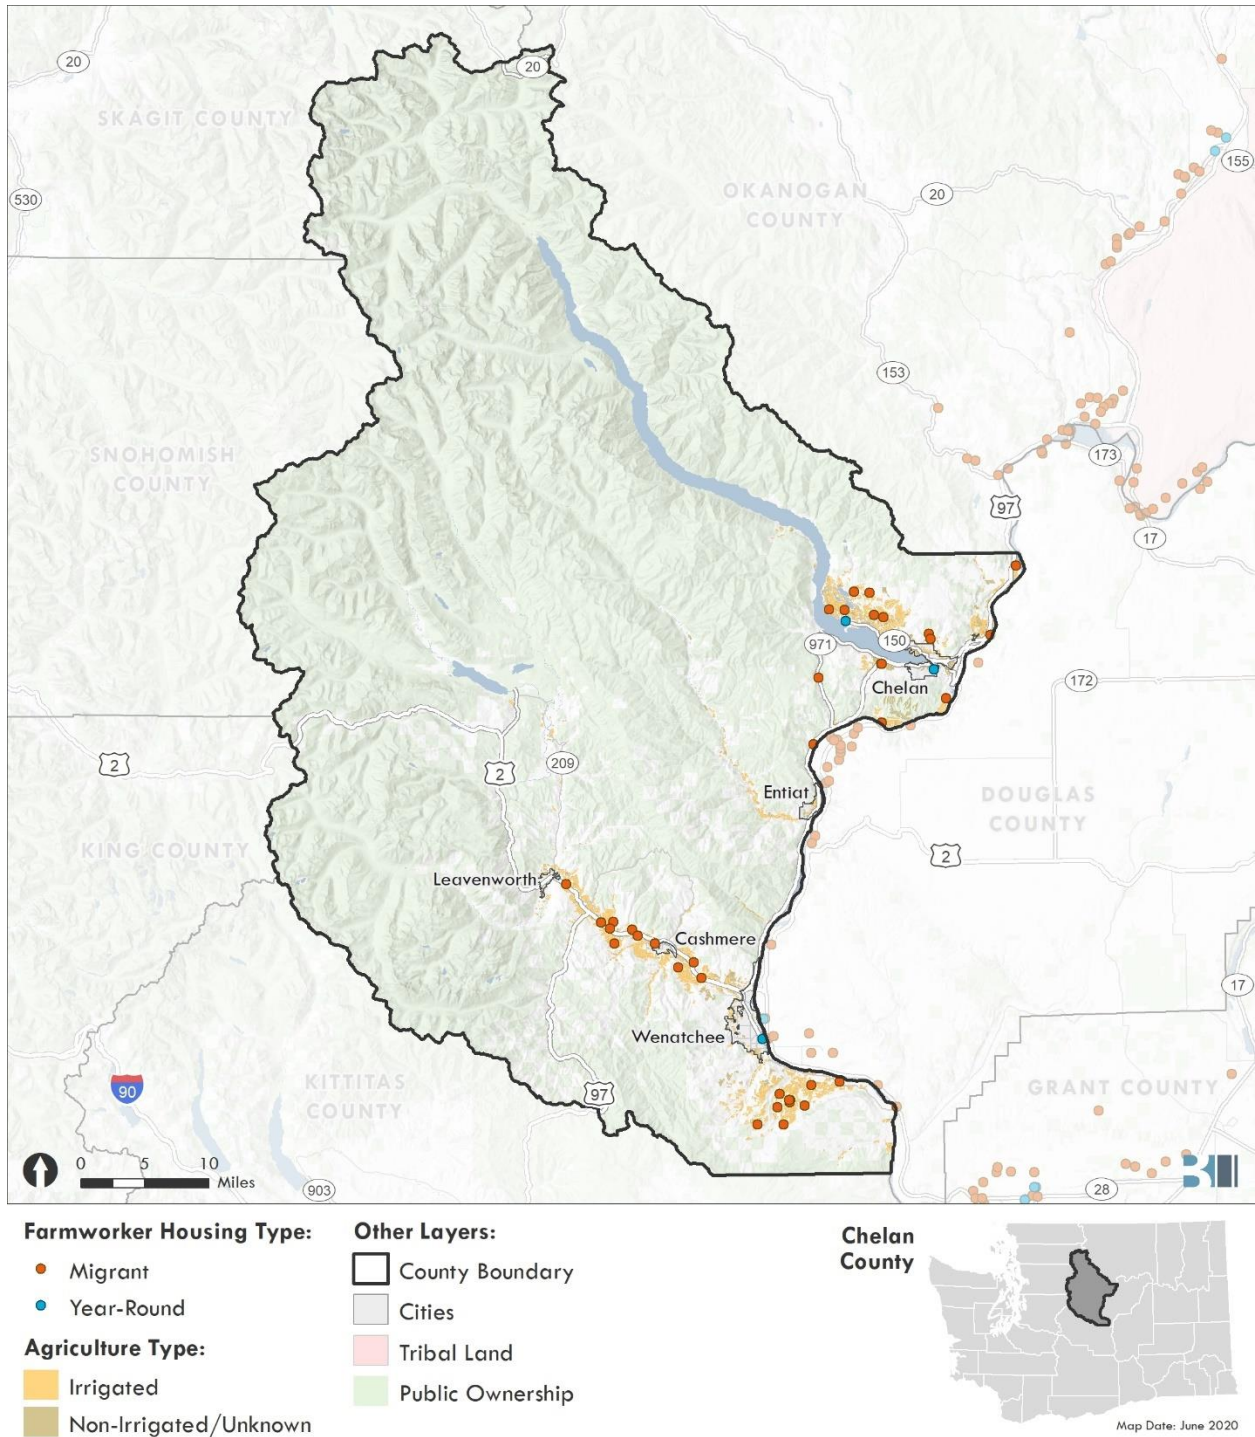 20
20
SKAGIT COUNTY
155
530
OKANOGAN
COUNTY
20
153
SNOHOMISH
COUNTY
173
97
17
150
971
Chelan
172
2
2
209
Entiat
DOUGLAS
COUNTY
KING COUNTY
2
Leavenworth
Cashmere
17
Wenatchee
90
KITTITAS
COUNTY
97
GRANT COUNTY
0 5 10
Miles
903
28
Farmworker Housing Type:
Migrant
Year-Round
Agriculture Type:
Irrigated
Non-Irrigated/Unknown
Other Layers:
County Boundary
Cities
Tribal Land
Public Ownership
Chelan
County
Map Date: June 2020